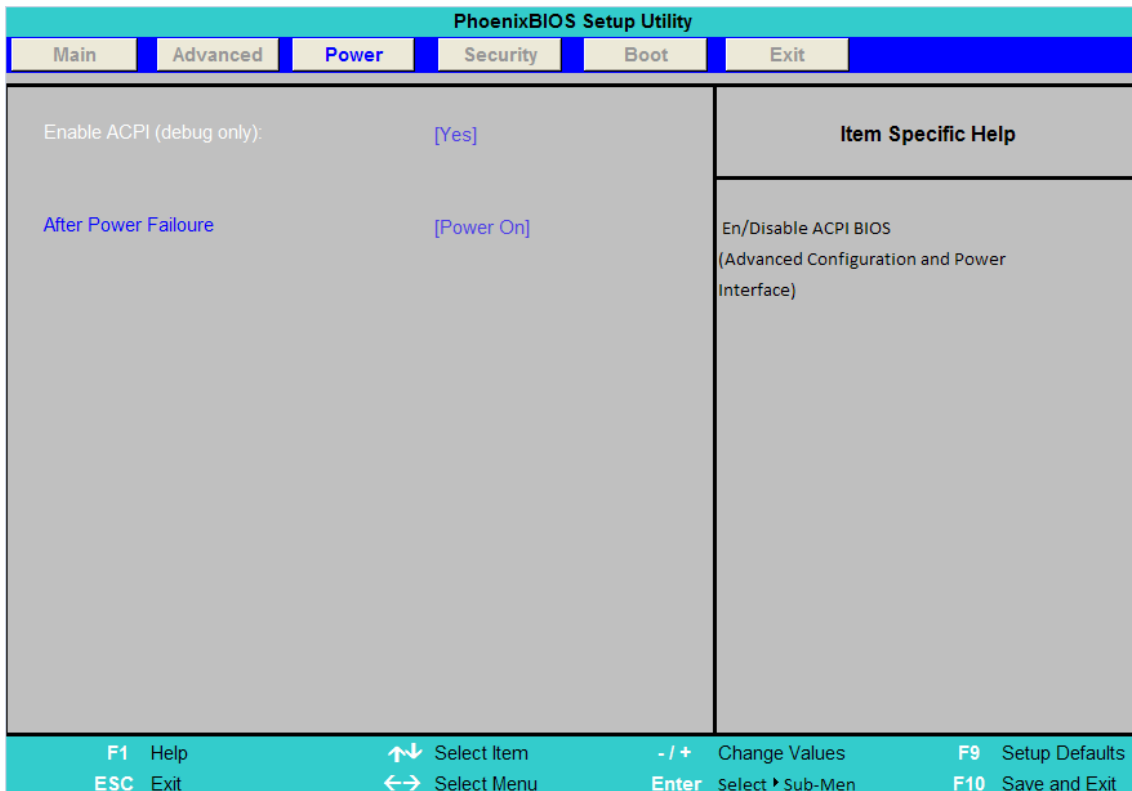 PhoenixBIOS Setup Utility
Main Advanced Power Security Boot Exit
Enable ACPI (debug only): [Yes]
After Power Failoure [Power On]
Item Specific Help
En/Disable ACPI BIOS
(Advanced Configuration and Power
Interface)
F1 Help ↑↓ Select Item - / + Change Values F9 Setup Defaults
ESC Exit ←→ Select Menu Enter Select ▸ Sub-Men F10 Save and Exit